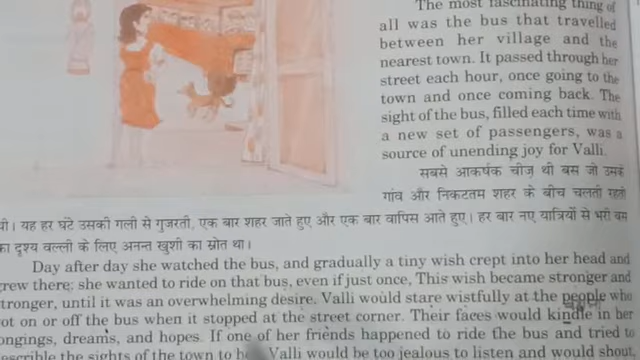 The most fascinating thing of
all was the bus that travelled
between her village and the
nearest town. It passed through her
street each hour, once going to the
town and once coming back. The
sight of the bus, filled each time with
a new set of passengers, was a
source of unending joy for Valli.
सबसे आकर्षक चीज़ थी बस जो उसके
गांव और निकटतम शहर के बीच चलती रहती
थी। यह हर घंटे उसकी गली से गुजरती, एक बार शहर जाते हुए और एक बार वापिस आते हुए। हर बार नए यात्रियों से भरी बस
का दृश्य वल्ली के लिए अनन्त खुशी का स्रोत था।
Day after day she watched the bus, and gradually a tiny wish crept into her head and
grew there: she wanted to ride on that bus, even if just once, This wish became stronger and
stronger, until it was an overwhelming desire. Valli would stare wistfully at the people who
got on or off the bus when it stopped at the street corner. Their faces would kindle in her
longings, dreams, and hopes. If one of her friends happened to ride the bus and tried to
describe the sights of the town to her, Valli would be too jealous to listen and would shout,